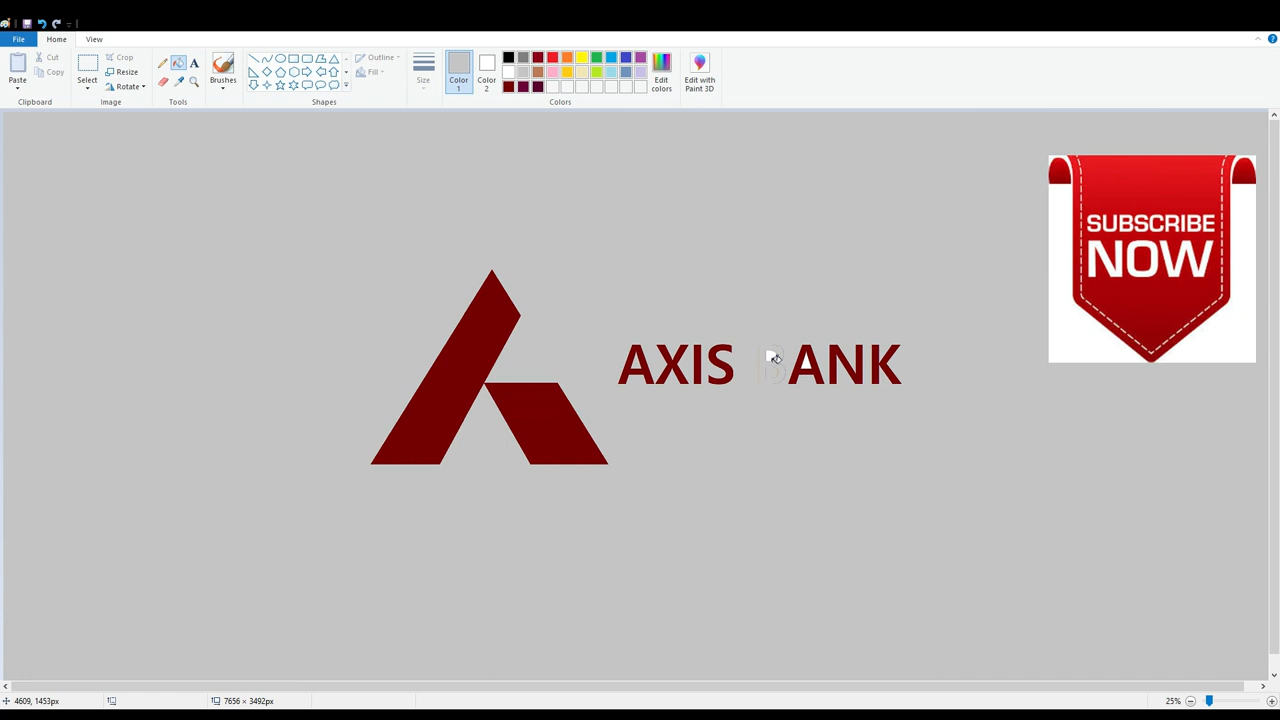 File Home View
Cut
Copy
Paste
Clipboard
Select
Crop
Resize
Rotate
Image
Tools
Brushes
Shapes
Outline
Fill
Size
Color 1
Color 2
Edit colors
Colors
Edit with Paint 3D
SUBSCRIBE
NOW
AXIS BANK
4609, 1453px
7656 × 3492px
25%